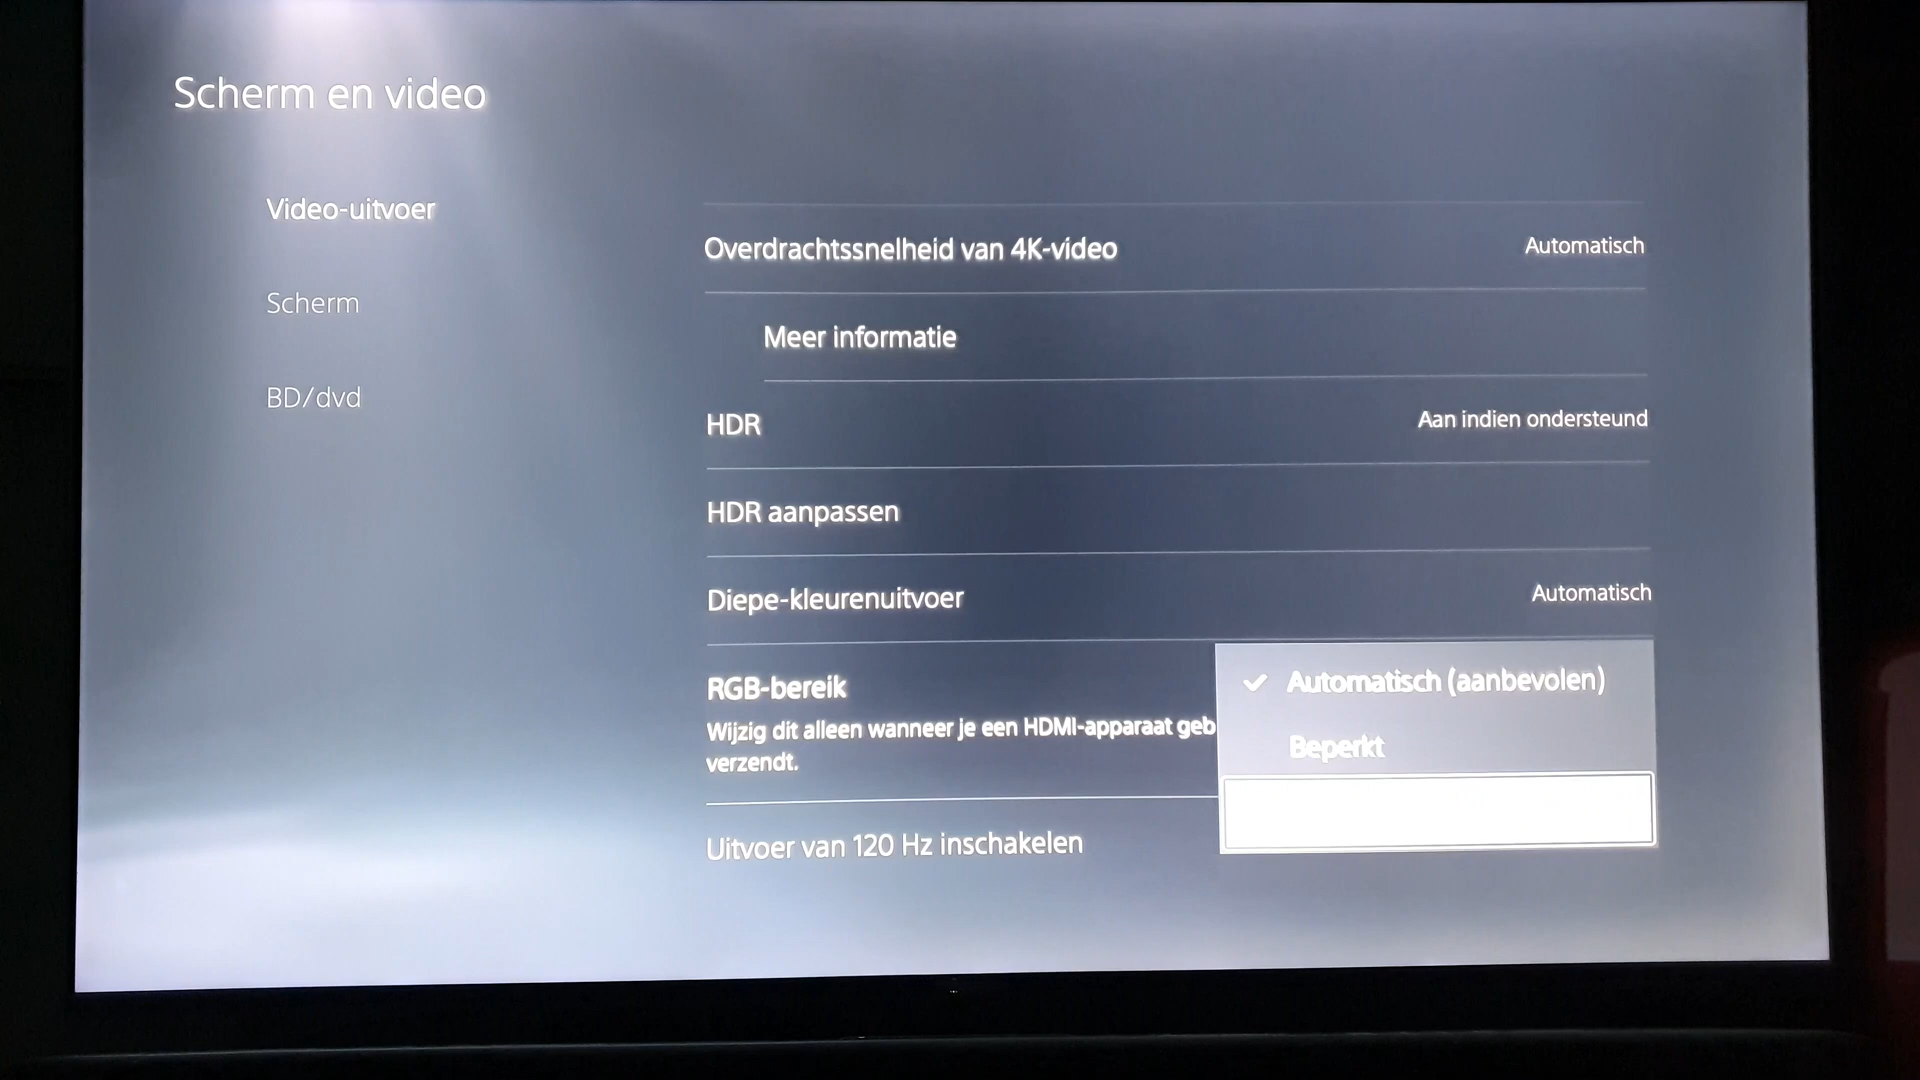 Scherm en video
Video-uitvoer
Scherm
BD/dvd
Overdrachtssnelheid van 4K-video Automatisch
Meer informatie
HDR Aan indien ondersteund
HDR aanpassen
Diepe-kleurenuitvoer Automatisch
RGB-bereik
Wijzig dit alleen wanneer je een HDMI-apparaat geb
verzendt.
Automatisch (aanbevolen)
Beperkt
Uitvoer van 120 Hz inschakelen